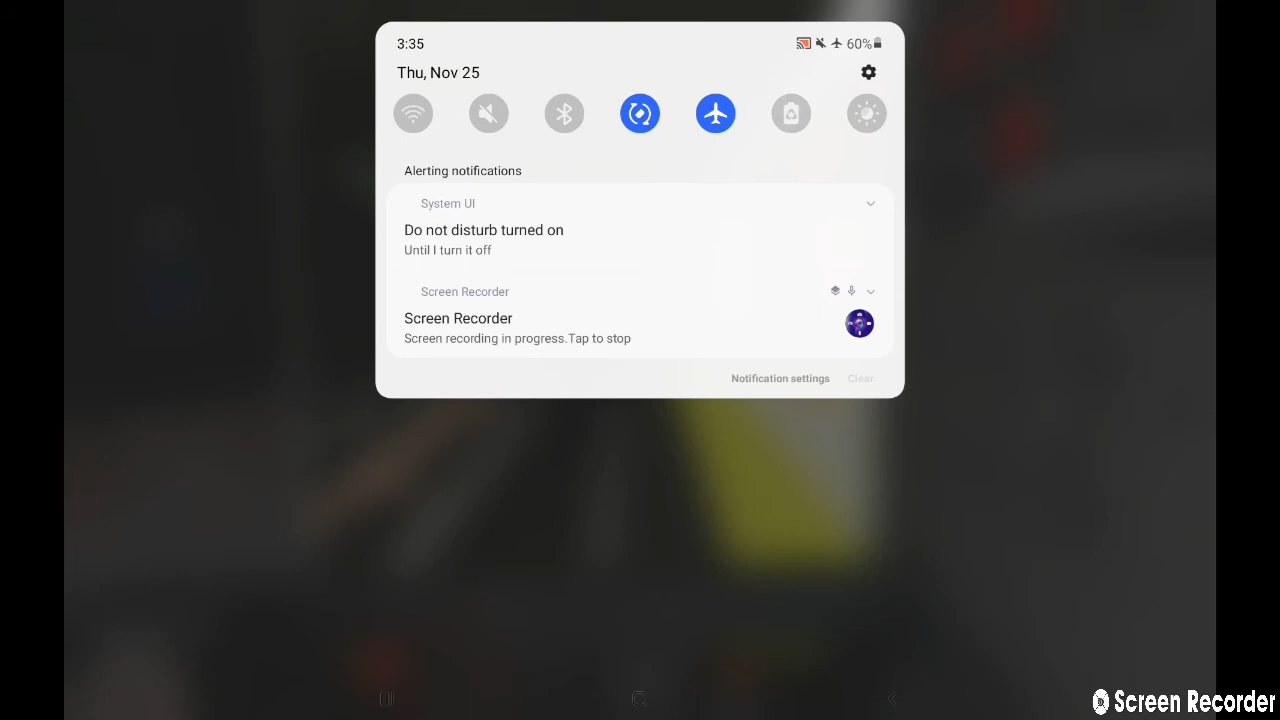 3:35
60%
Thu, Nov 25
Alerting notifications
System UI
Do not disturb turned on
Until I turn it off
Screen Recorder
Screen Recorder
Screen recording in progress.Tap to stop
Notification settings
Clear
Screen Recorder